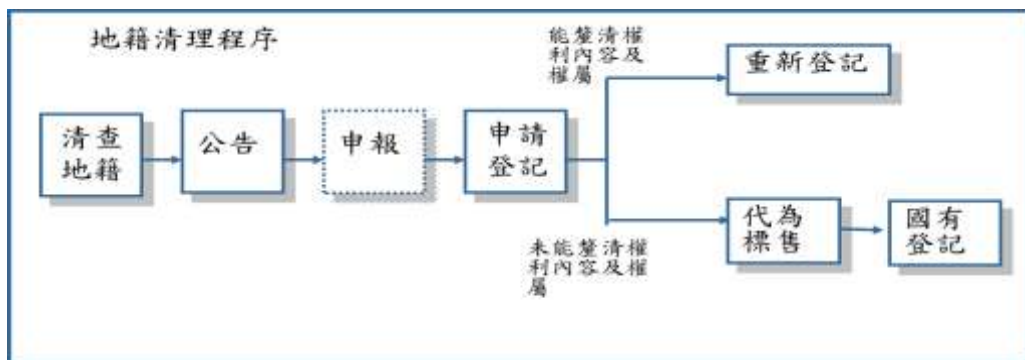 地籍清理程序
能釐清權
利內容及
權屬
重新登記
清查
地籍
公告
申報
申請
登記
代為
標售
國有
登記
未能釐清權
利內容及權
屬